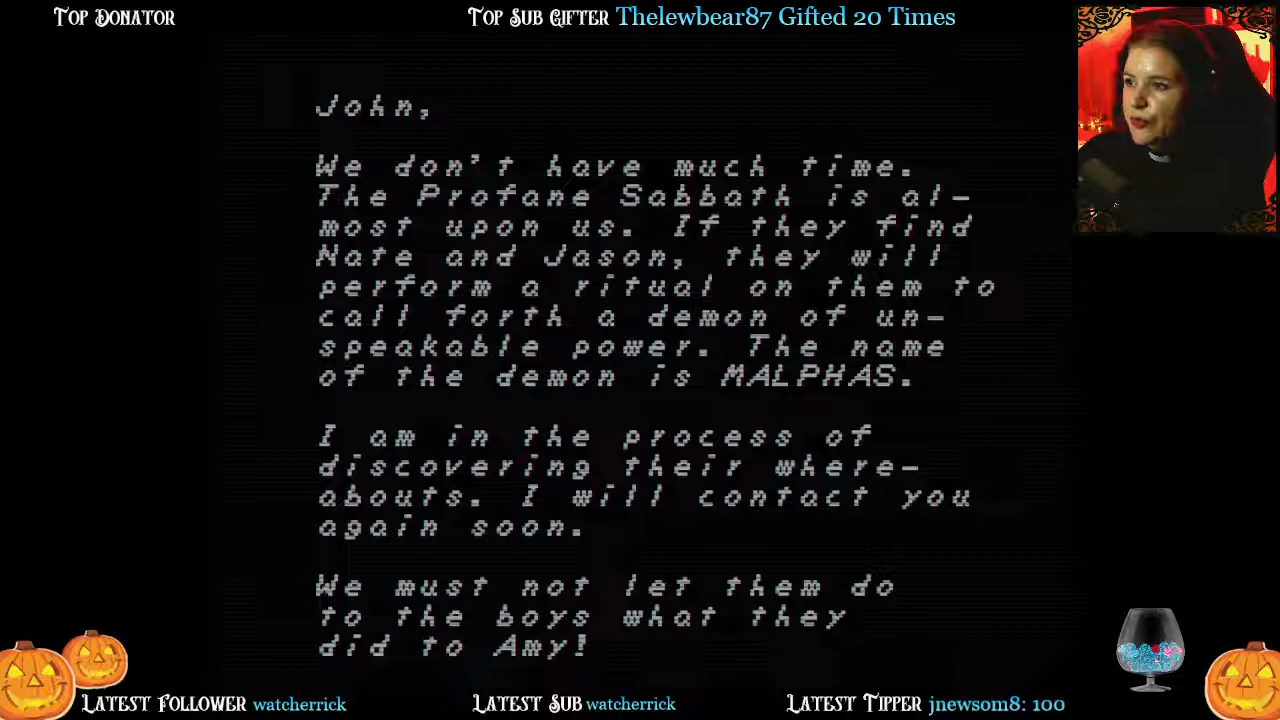 Top Donator
Top Sub Gifter Thelewbear87 Gifted 20 Times
John,
We don't have much time.
The Profane Sabbath is al-
most upon us. If they find
Nate and Jason, they will
perform a ritual on them to
call forth a demon of un-
speakable power. The name
of the demon is MALPHAS.
I am in the process of
discovering their where-
abouts. I will contact you
again soon.
We must not let them do
to the boys what they
did to Amy!
Latest Follower watcherrick
Latest Sub watcherrick
Latest Tipper jnewsom8: 100